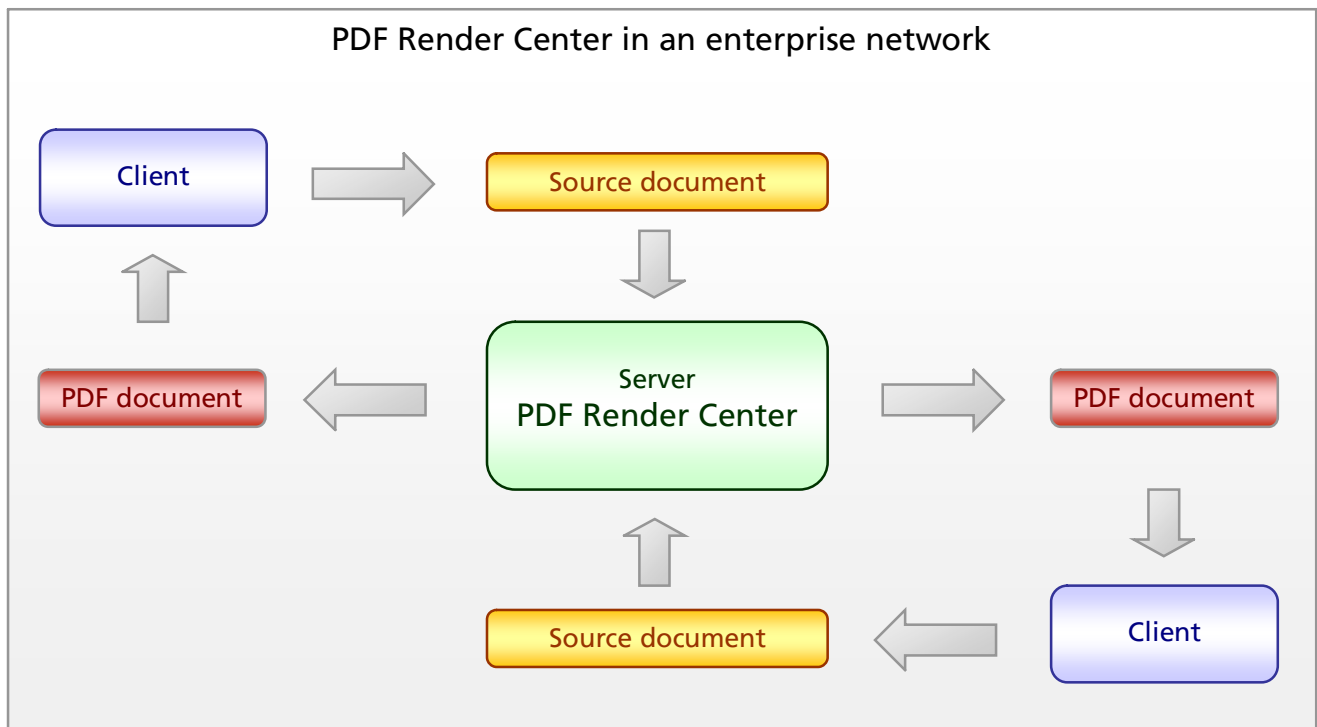 PDF Render Center in an enterprise network
Client
Source document
PDF document
Server
PDF Render Center
PDF document
Source document
Client